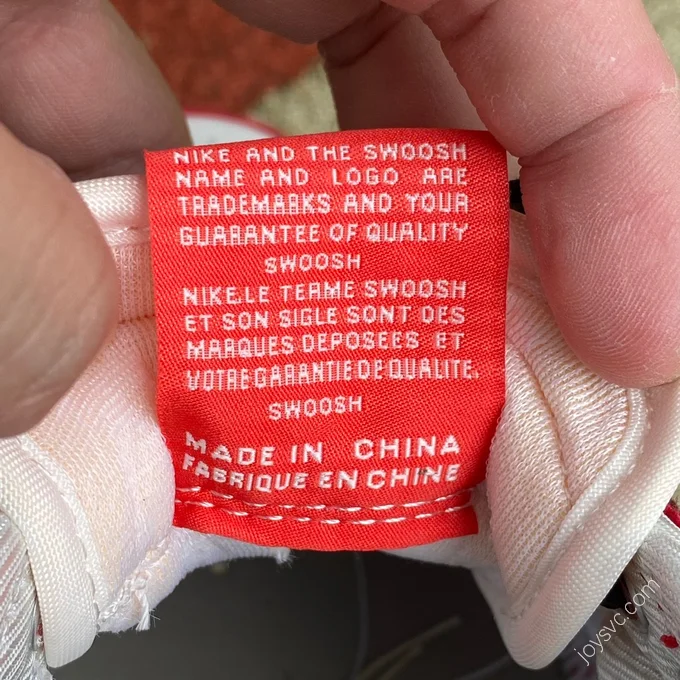 NIKE AND THE SWOOSH
NAME AND LOGO ARE
TRADEMARKS AND YOUR
GUARANTEE OF QUALITY
SWOOSH
NIKE.LE TERME SWOOSH
ET SON SIGLE SONT DES
MARQUES DEPOSEES ET
VOTRE GARANTIE DE QUALITE.
SWOOSH
MADE IN CHINA
FABRIQUE EN CHINE
joysvc.com